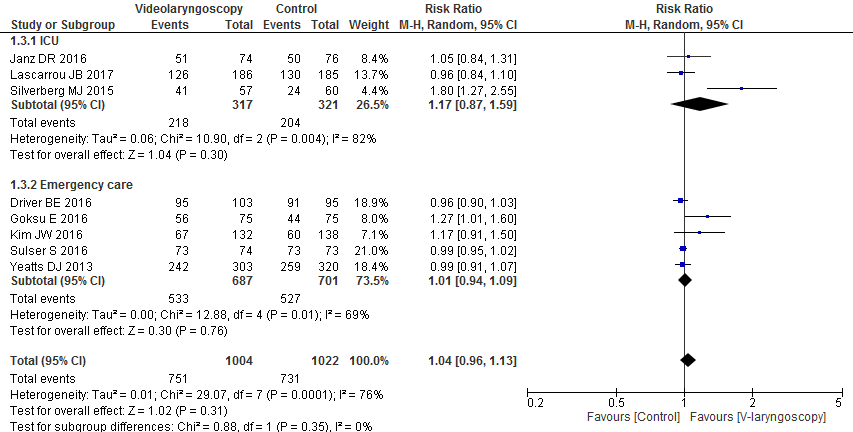 Videolaryngoscopy Control Risk Ratio Risk Ratio
Study or Subgroup Events Total Events Total Weight M-H, Random, 95% CI M-H, Random, 95% CI
1.3.1 ICU
Janz DR 2016 51 74 50 76 8.4% 1.05 [0.84, 1.31]
Lascarrou JB 2017 126 186 130 185 13.7% 0.96 [0.84, 1.10]
Silverberg MJ 2015 41 57 24 60 4.4% 1.80 [1.27, 2.55]
Subtotal (95% CI) 317 321 26.5% 1.17 [0.87, 1.59]
Total events 218 204
Heterogeneity: Tau² = 0.06; Chi² = 10.90, df = 2 (P = 0.004); I² = 82%
Test for overall effect: Z = 1.04 (P = 0.30)
1.3.2 Emergency care
Driver BE 2016 95 103 91 95 18.9% 0.96 [0.90, 1.03]
Goksu E 2016 56 75 44 75 8.0% 1.27 [1.01, 1.60]
Kim JW 2016 67 132 60 138 7.1% 1.17 [0.91, 1.50]
Sulser S 2016 73 74 73 73 21.0% 0.99 [0.95, 1.02]
Yeatts DJ 2013 242 303 259 320 18.4% 0.99 [0.91, 1.07]
Subtotal (95% CI) 687 701 73.5% 1.01 [0.94, 1.09]
Total events 533 527
Heterogeneity: Tau² = 0.00; Chi² = 12.88, df = 4 (P = 0.01); I² = 69%
Test for overall effect: Z = 0.30 (P = 0.76)
Total (95% CI) 1004 1022 100.0% 1.04 [0.96, 1.13]
Total events 751 731
Heterogeneity: Tau² = 0.01; Chi² = 29.07, df = 7 (P = 0.0001); I² = 76%
Test for overall effect: Z = 1.02 (P = 0.31)
Test for subgroup differences: Chi² = 0.88, df = 1 (P = 0.35), I² = 0%
0.2 0.5 1 2 5
Favours [Control] Favours [V-laryngoscopy]